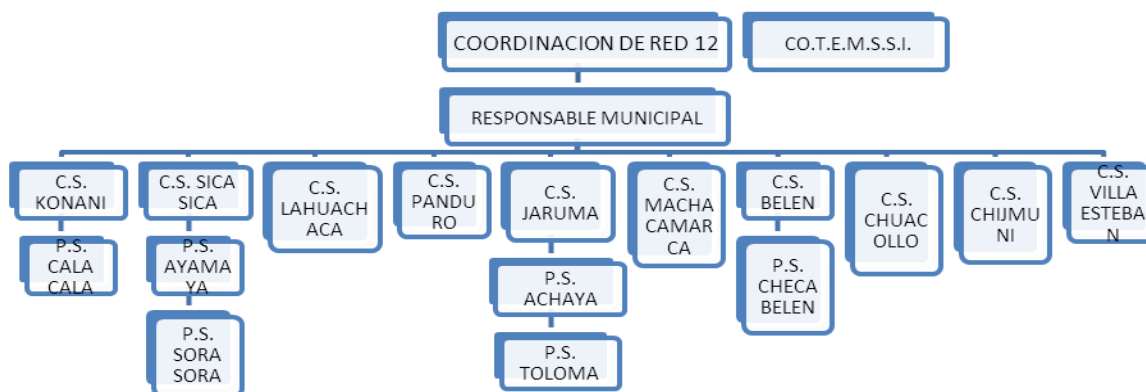 COORDINACION DE RED 12
CO.T.E.M.S.S.I.
RESPONSABLE MUNICIPAL
C.S.
KONANI
C.S. SICA
SICA
C.S.
LAHUACH
ACA
C.S.
PANDU
RO
C.S.
JARUMA
C.S.
MACHA
CAMAR
CA
C.S.
BELEN
C.S.
CHUAC
OLLO
C.S.
CHIJMU
NI
C.S.
VILLA
ESTEBA
N
P.S.
CALA
CALA
P.S.
AYAMA
YA
P.S.
ACHAYA
P.S.
CHECA
BELEN
P.S.
SORA
SORA
P.S.
TOLOMA